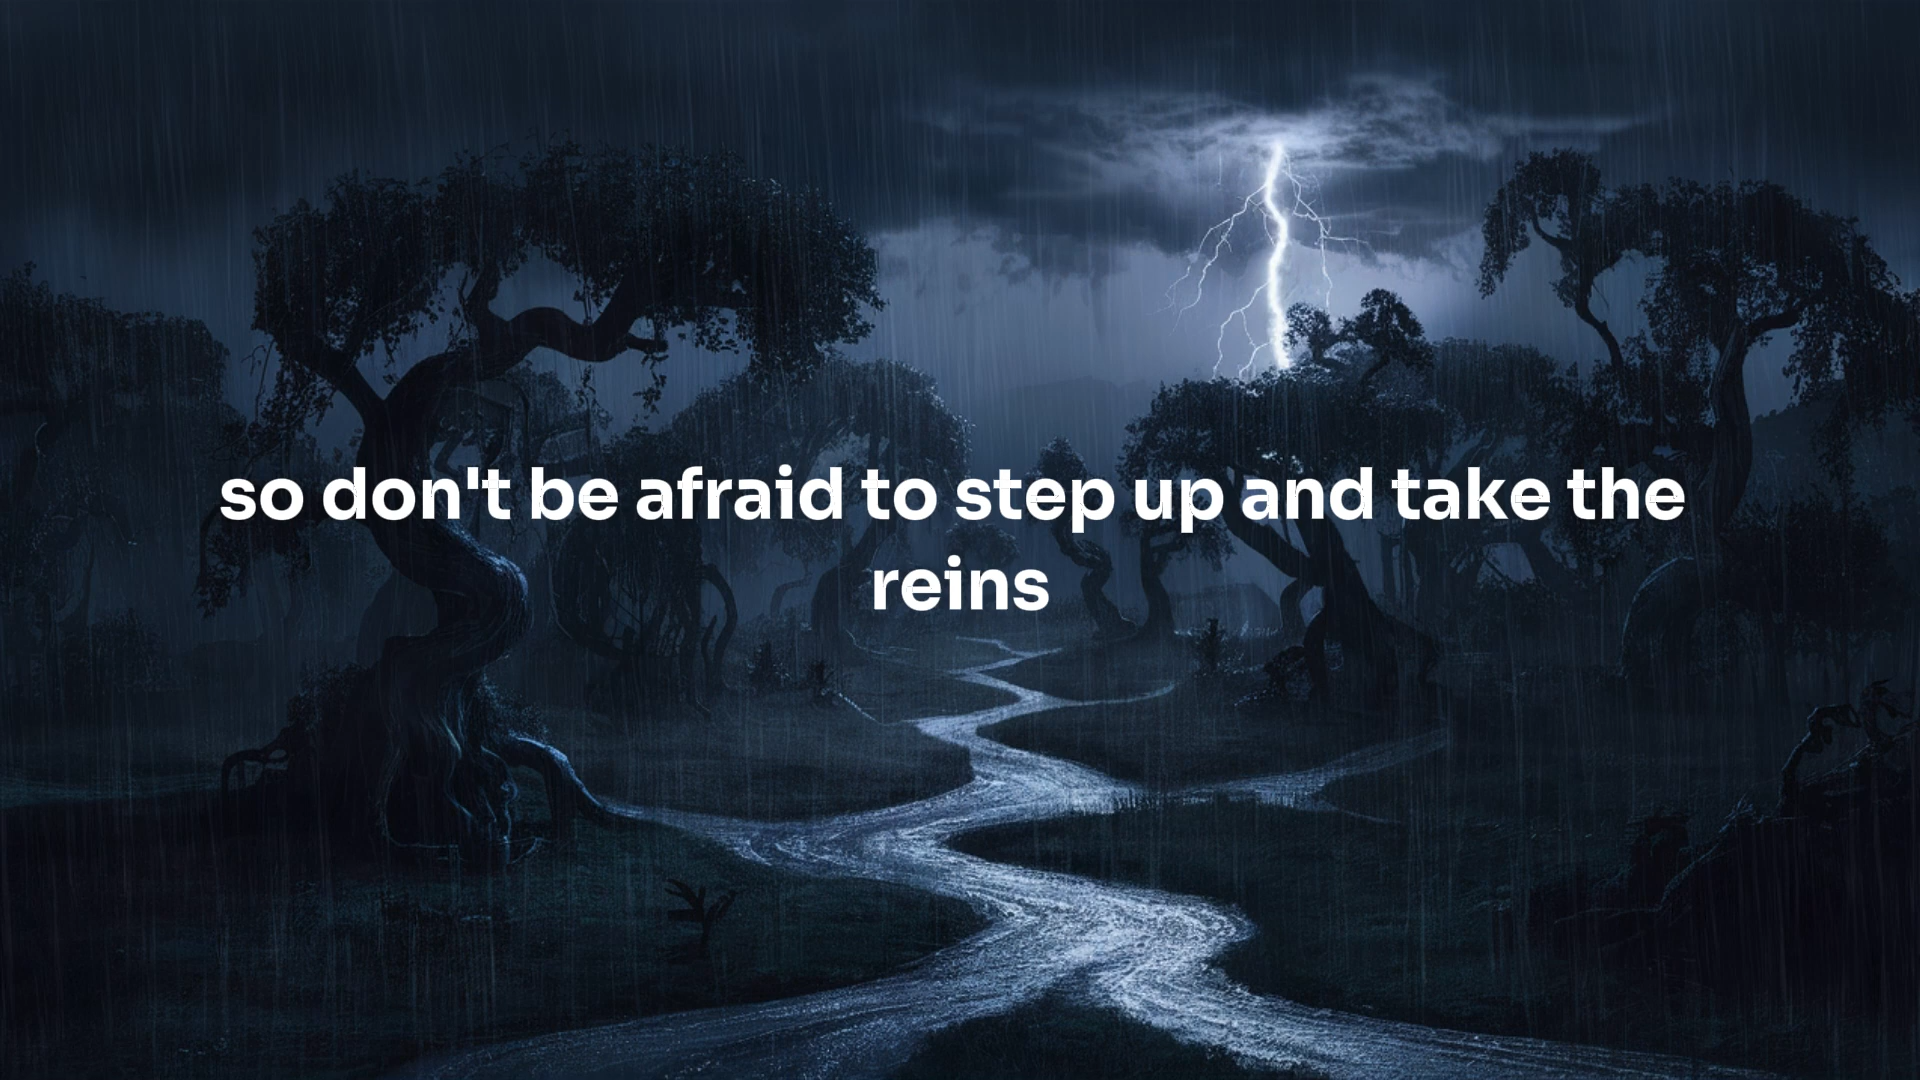 so don't be afraid to step up and take the
reins